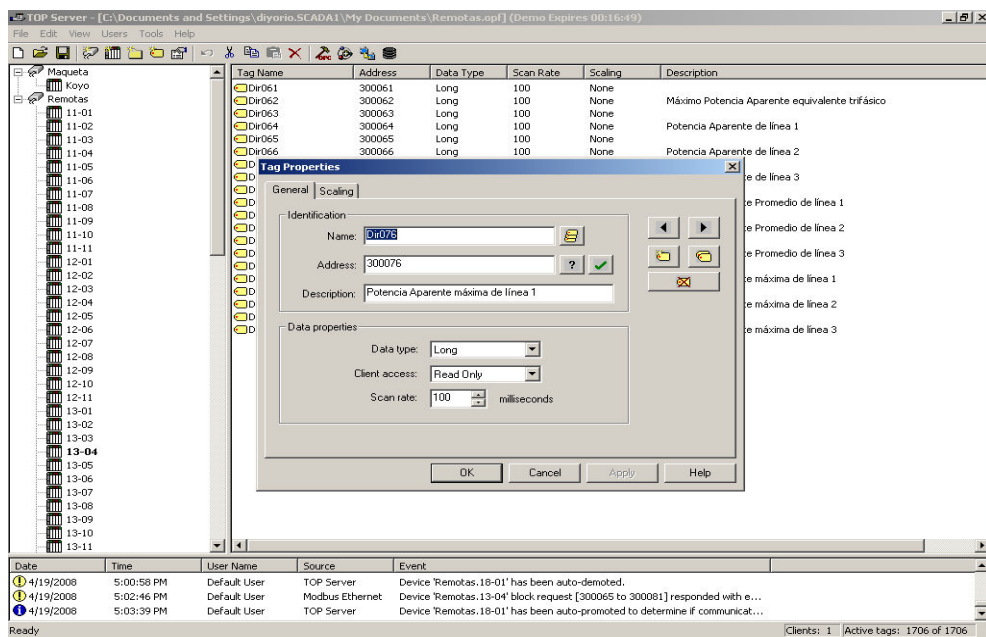 TOP Server - [C:\Documents and Settings\diyorio.SCADA1\My Documents\Remotas.opf] (Demo Expires 00:16:49)
File Edit View Users Tools Help
Maqueta
Koyo
Remotas
11-01
11-02
11-03
11-04
11-05
11-06
11-07
11-08
11-09
11-10
11-11
12-01
12-02
12-03
12-04
12-05
12-06
12-07
12-08
12-09
12-10
12-11
13-01
13-02
13-03
13-04
13-05
13-06
13-07
13-08
13-09
13-10
13-11
Tag Name Address Data Type Scan Rate Scaling Description
Dir061 300061 Long 100 None
Dir062 300062 Long 100 None Máximo Potencia Aparente equivalente trifásico
Dir063 300063 Long 100 None
Dir064 300064 Long 100 None Potencia Aparente de línea 1
Dir065 300065 Long 100 None
Dir066 300066 Long 100 None Potencia Aparente de línea 2
D
D te de línea 3
D
D te Promedio de línea 1
D
D te Promedio de línea 2
D
D te Promedio de línea 3
D
D te máxima de línea 1
D
D te máxima de línea 2
D
D te máxima de línea 3
Tag Properties
General Scaling
Identification
Name: Dir076
Address: 300076 ?
Description: Potencia Aparente máxima de línea 1
Data properties
Data type: Long
Client access: Read Only
Scan rate: 100 milliseconds
OK Cancel Apply Help
Date Time User Name Source Event
4/19/2008 5:00:58 PM Default User TOP Server Device 'Remotas.18-01' has been auto-demoted.
4/19/2008 5:02:46 PM Default User Modbus Ethernet Device 'Remotas.13-04' block request [300065 to 300081] responded with e...
4/19/2008 5:03:39 PM Default User TOP Server Device 'Remotas.18-01' has been auto-promoted to determine if communicat...
Ready Clients: 1 Active tags: 1706 of 1706